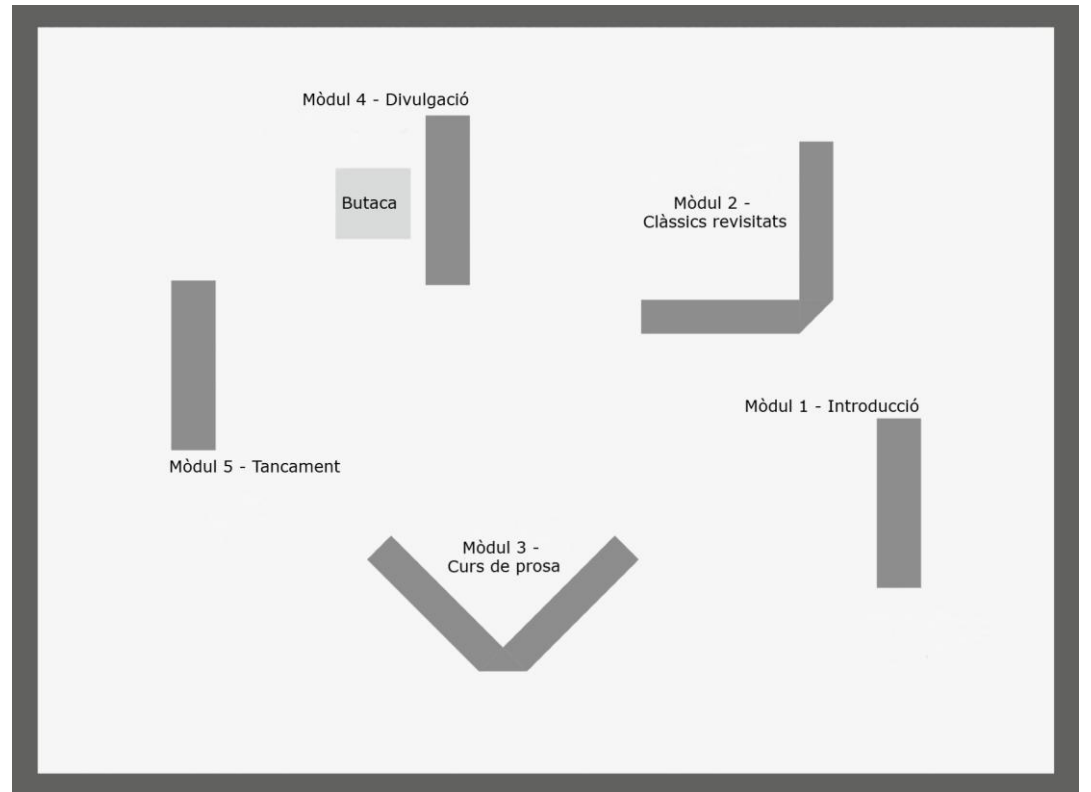 Mòdul 4 - Divulgació
Butaca
Mòdul 2 -
Clàssics revisitats
Mòdul 1 - Introducció
Mòdul 5 - Tancament
Mòdul 3 -
Curs de prosa